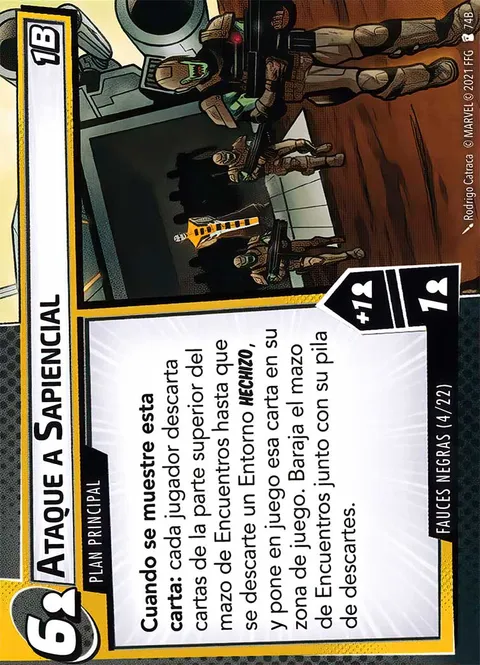 6
ATAQUE A SAPIENCIAL
1B
PLAN PRINCIPAL
Cuando se muestre esta
carta: cada jugador descarta
cartas de la parte superior del
mazo de Encuentros hasta que
se descarte un Entorno HECHIZO,
y pone en juego esa carta en su
zona de juego. Baraja el mazo
de Encuentros junto con su pila
de descartes.
+1
1
FAUCES NEGRAS (4/22)
Rodrigo Catraca © MARVEL © 2021 FFG 74B